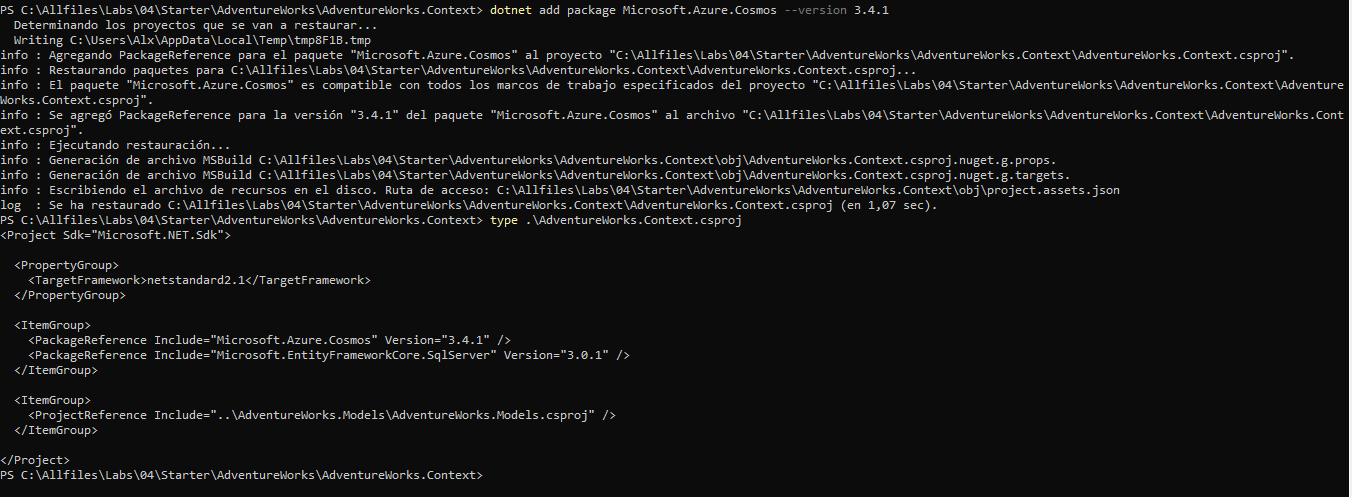 PS C:\Allfiles\Labs\04\Starter\AdventureWorks\AdventureWorks.Context> dotnet add package Microsoft.Azure.Cosmos --version 3.4.1
  Determinando los proyectos que se van a restaurar...
  Writing C:\Users\Alx\AppData\Local\Temp\tmp8F1B.tmp
info : Agregando PackageReference para el paquete "Microsoft.Azure.Cosmos" al proyecto "C:\Allfiles\Labs\04\Starter\AdventureWorks\AdventureWorks.Context\AdventureWorks.Context.csproj".
info : Restaurando paquetes para C:\Allfiles\Labs\04\Starter\AdventureWorks\AdventureWorks.Context\AdventureWorks.Context.csproj...
info : El paquete "Microsoft.Azure.Cosmos" es compatible con todos los marcos de trabajo especificados del proyecto "C:\Allfiles\Labs\04\Starter\AdventureWorks\AdventureWorks.Context\Adventure
Works.Context.csproj".
info : Se agregó PackageReference para la versión "3.4.1" del paquete "Microsoft.Azure.Cosmos" al archivo "C:\Allfiles\Labs\04\Starter\AdventureWorks\AdventureWorks.Context\AdventureWorks.Cont
ext.csproj".
info : Ejecutando restauración...
info : Generación de archivo MSBuild C:\Allfiles\Labs\04\Starter\AdventureWorks\AdventureWorks.Context\obj\AdventureWorks.Context.csproj.nuget.g.props.
info : Generación de archivo MSBuild C:\Allfiles\Labs\04\Starter\AdventureWorks\AdventureWorks.Context\obj\AdventureWorks.Context.csproj.nuget.g.targets.
info : Escribiendo el archivo de recursos en el disco. Ruta de acceso: C:\Allfiles\Labs\04\Starter\AdventureWorks\AdventureWorks.Context\obj\project.assets.json
log  : Se ha restaurado C:\Allfiles\Labs\04\Starter\AdventureWorks\AdventureWorks.Context\AdventureWorks.Context.csproj (en 1,07 sec).
PS C:\Allfiles\Labs\04\Starter\AdventureWorks\AdventureWorks.Context> type .\AdventureWorks.Context.csproj
<Project Sdk="Microsoft.NET.Sdk">

  <PropertyGroup>
    <TargetFramework>netstandard2.1</TargetFramework>
  </PropertyGroup>

  <ItemGroup>
    <PackageReference Include="Microsoft.Azure.Cosmos" Version="3.4.1" />
    <PackageReference Include="Microsoft.EntityFrameworkCore.SqlServer" Version="3.0.1" />
  </ItemGroup>

  <ItemGroup>
    <ProjectReference Include="..\AdventureWorks.Models\AdventureWorks.Models.csproj" />
  </ItemGroup>

</Project>
PS C:\Allfiles\Labs\04\Starter\AdventureWorks\AdventureWorks.Context>